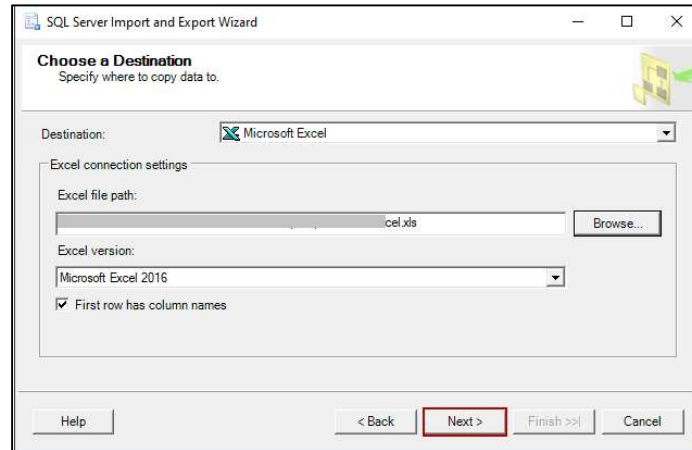 SQL Server Import and Export Wizard
Choose a Destination
Specify where to copy data to.
Destination: Microsoft Excel
Excel connection settings
Excel file path:
cel.xls
Browse...
Excel version:
Microsoft Excel 2016
First row has column names
Help < Back Next > Finish >>| Cancel